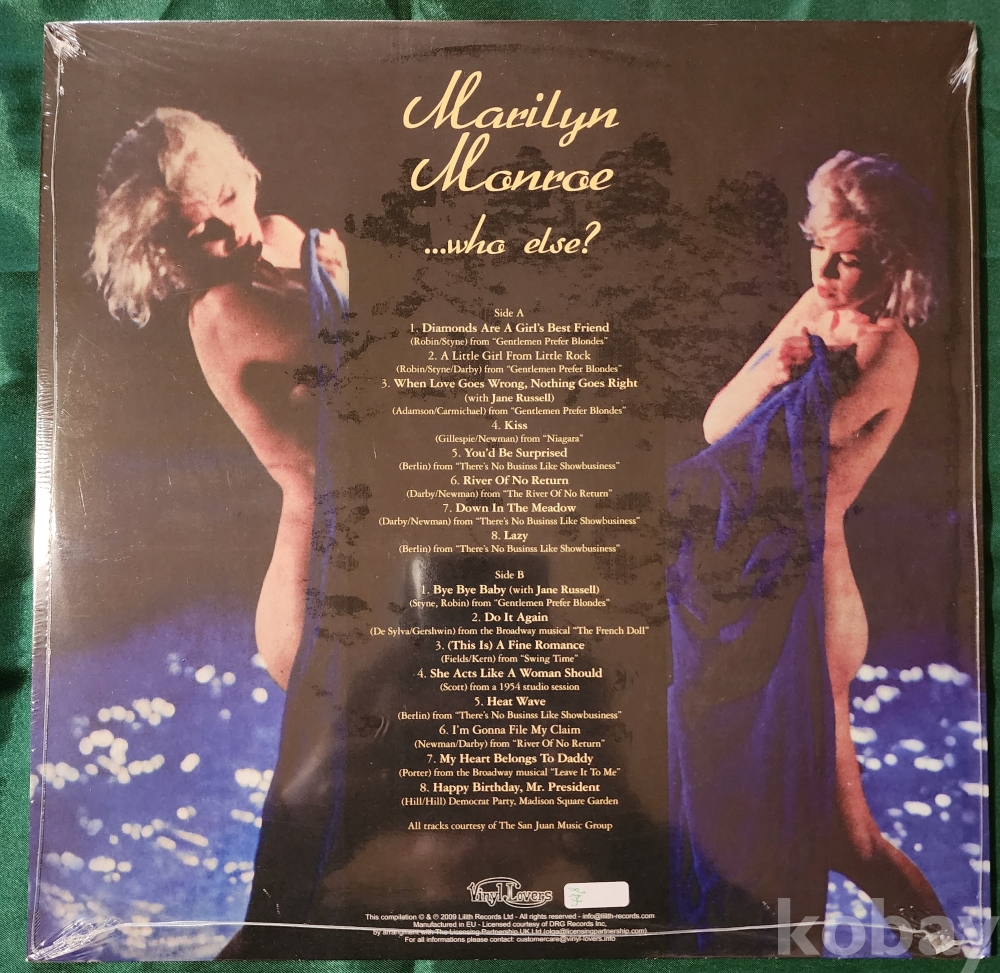 Marilyn
Monroe
...who else?
Side A
1. Diamonds Are A Girl's Best Friend
(Robin/Styne) from "Gentlemen Prefer Blondes"
2. A Little Girl From Little Rock
(Robin/Styne/Darby) from "Gentlemen Prefer Blondes"
3. When Love Goes Wrong, Nothing Goes Right
(with Jane Russell)
(Adamson/Carmichael) from "Gentlemen Prefer Blondes"
4. Kiss
(Gillespie/Newman) from "Niagara"
5. You'd Be Surprised
(Berlin) from "There's No Businss Like Showbusiness"
6. River Of No Return
(Darby/Newman) from "The River Of No Return"
7. Down In The Meadow
(Darby/Newman) from "There's No Businss Like Showbusiness"
8. Lazy
(Berlin) from "There's No Businss Like Showbusiness"
Side B
1. Bye Bye Baby (with Jane Russell)
(Styne, Robin) from "Gentlemen Prefer Blondes"
2. Do It Again
(De Sylva/Gershwin) from the Broadway musical "The French Doll"
3. (This Is) A Fine Romance
(Fields/Kern) from "Swing Time"
4. She Acts Like A Woman Should
(Scott) from a 1954 studio session
5. Heat Wave
(Berlin) from "There's No Businss Like Showbusiness"
6. I'm Gonna File My Claim
(Newman/Darby) from "River Of No Return"
7. My Heart Belongs To Daddy
(Porter) from the Broadway musical "Leave It To Me"
8. Happy Birthday, Mr. President
(Hill/Hill) Democrat Party, Madison Square Garden
All tracks courtesy of The San Juan Music Group
Vinyl Lovers
This compilation © & ℗ 2009 Lilith Records Ltd - All rights reserved - info@lilith-records.com
Manufactured in EU - Licensed courtesy of DRG Records Inc.
by arrangment with The Licensing Partnership UK Ltd (olga@licensingpartnership.com)
For all informations please contact: customercare@vinyl-lovers.info
kobay